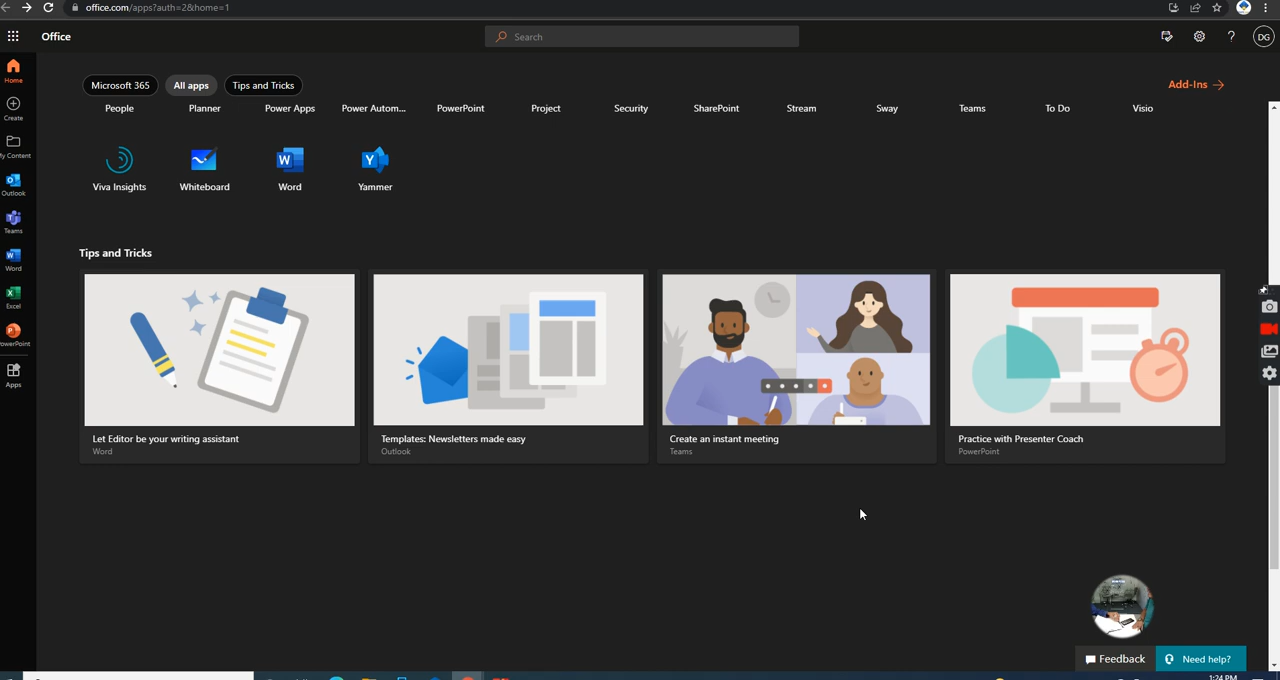 office.com/apps?auth=2&home=1
Office
Search
?
DG
Home
Create
y Content
Outlook
Teams
Word
Excel
owerPoint
Apps
Microsoft 365
All apps
Tips and Tricks
Add-Ins →
People
Planner
Power Apps
Power Autom...
PowerPoint
Project
Security
SharePoint
Stream
Sway
Teams
To Do
Visio
Viva Insights
Whiteboard
Word
Yammer
Tips and Tricks
Let Editor be your writing assistant
Word
Templates: Newsletters made easy
Outlook
Create an instant meeting
Teams
Practice with Presenter Coach
PowerPoint
Feedback
Need help?
1:24 PM